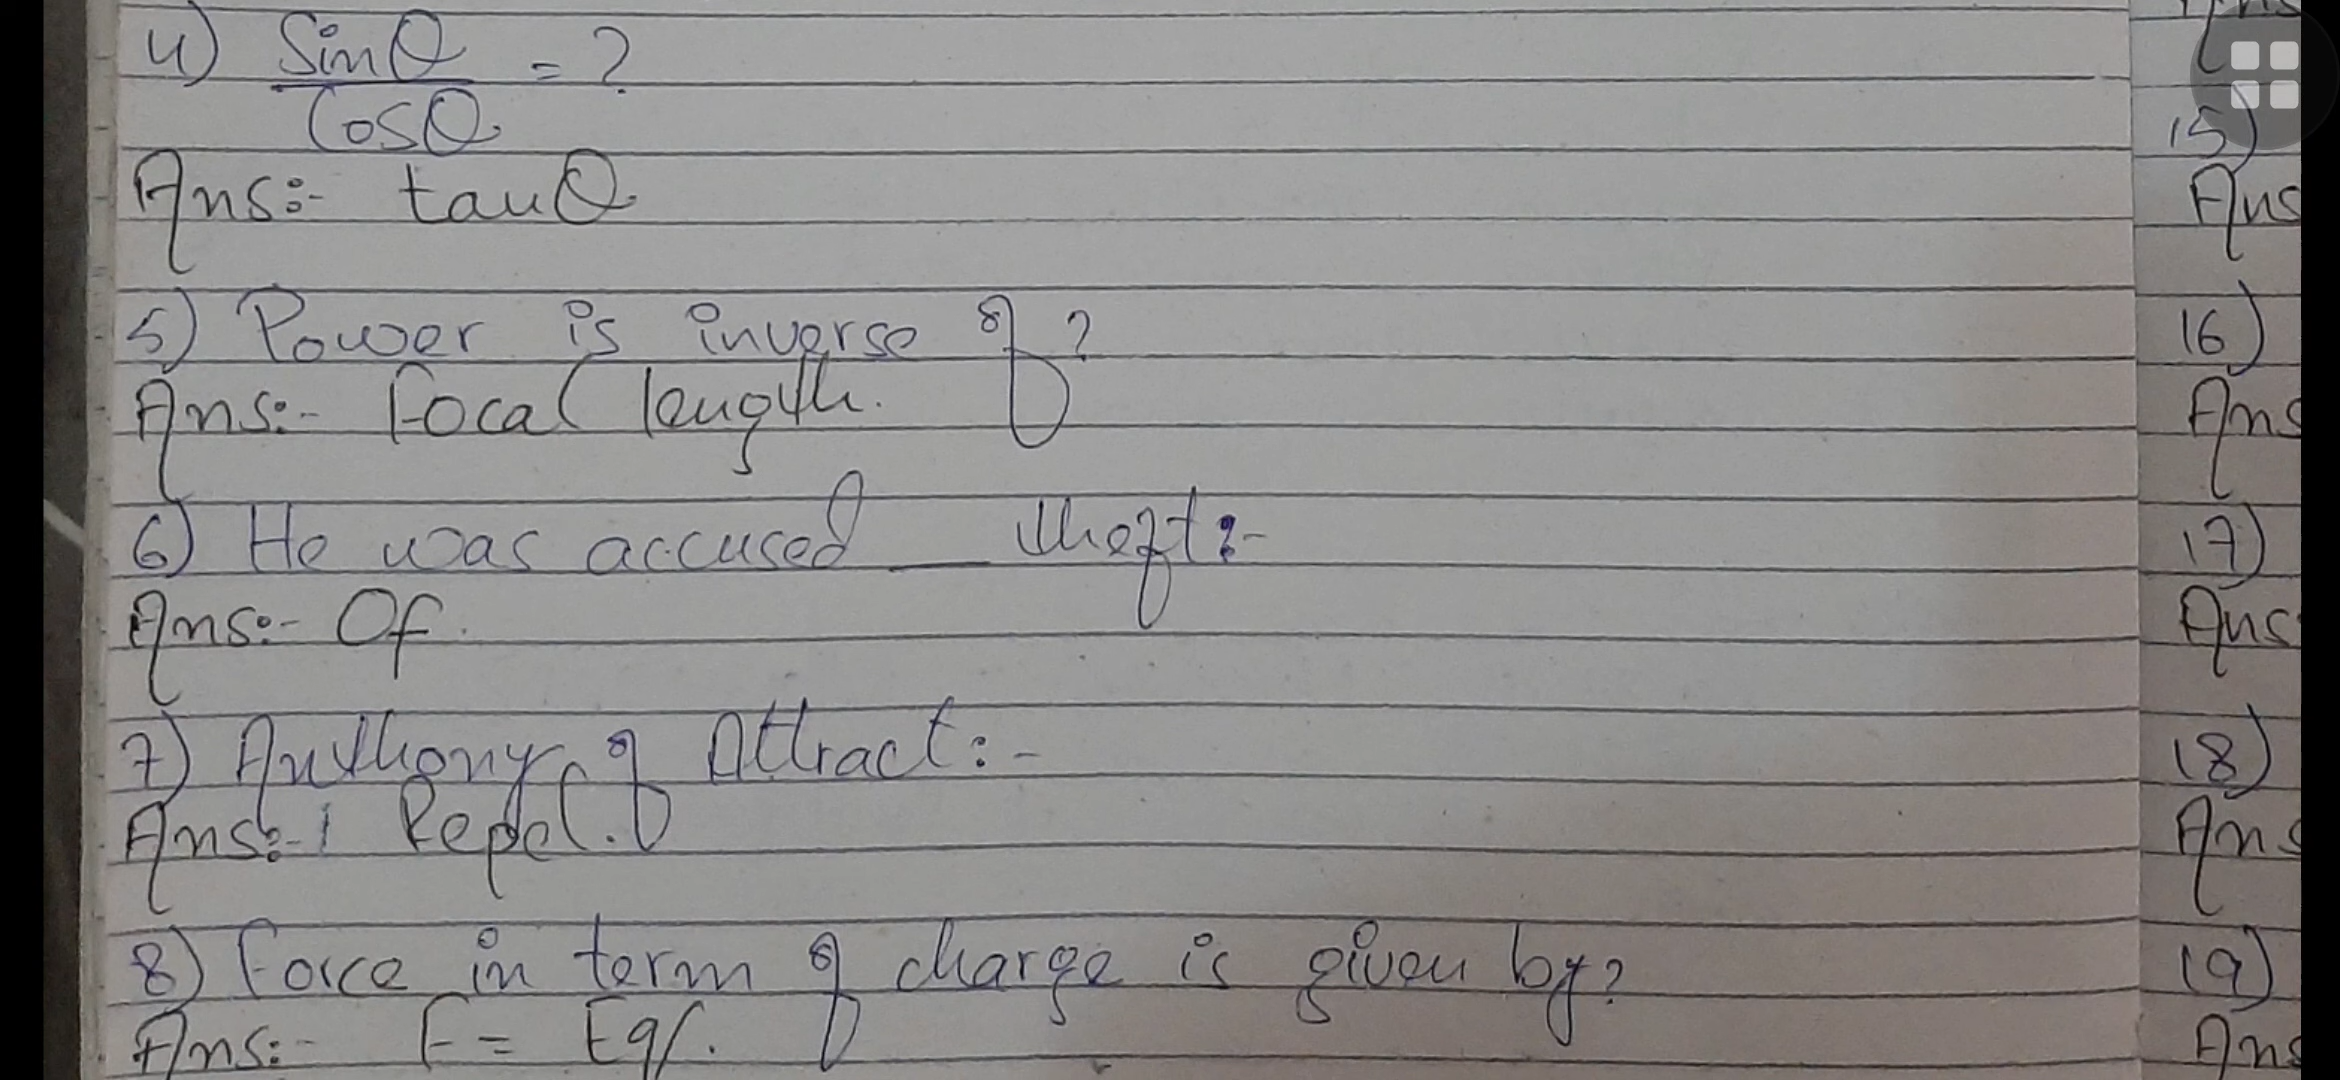 4) Sinθ = ?
Cosθ
Ans:- tanθ
5) Power is inverse of ?
Ans:- Focal length.
6) He was accused ___ theft:-
Ans:- Of.
7) Anthony of Attract:-
Ans:- Repel.
8) Force in term of charge is given by?
Ans:- F = Eq.
15)
Ans
16)
Ans
17)
Ans
18)
Ans
19)
Ans